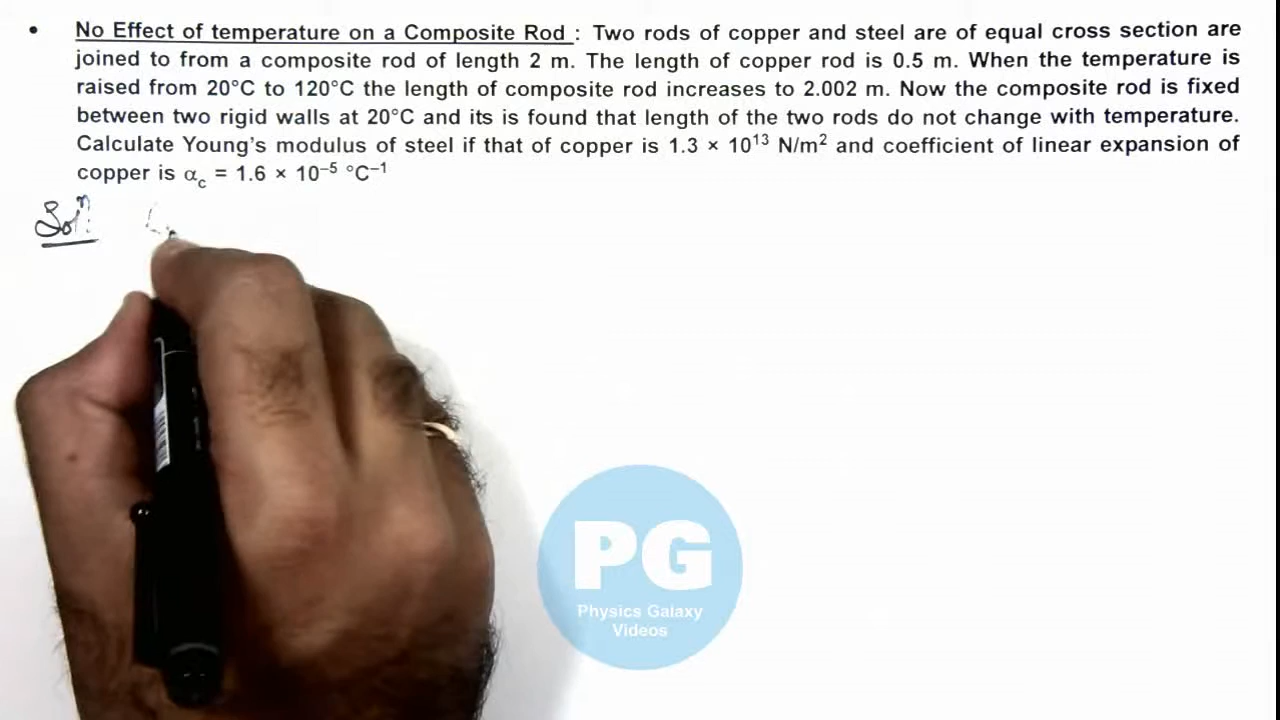 • No Effect of temperature on a Composite Rod : Two rods of copper and steel are of equal cross section are
joined to from a composite rod of length 2 m. The length of copper rod is 0.5 m. When the temperature is
raised from 20°C to 120°C the length of composite rod increases to 2.002 m. Now the composite rod is fixed
between two rigid walls at 20°C and its is found that length of the two rods do not change with temperature.
Calculate Young's modulus of steel if that of copper is 1.3 × 10¹³ N/m² and coefficient of linear expansion of
copper is α_c = 1.6 × 10⁻⁵ °C⁻¹
Solⁿ:
PG
Physics Galaxy
Videos